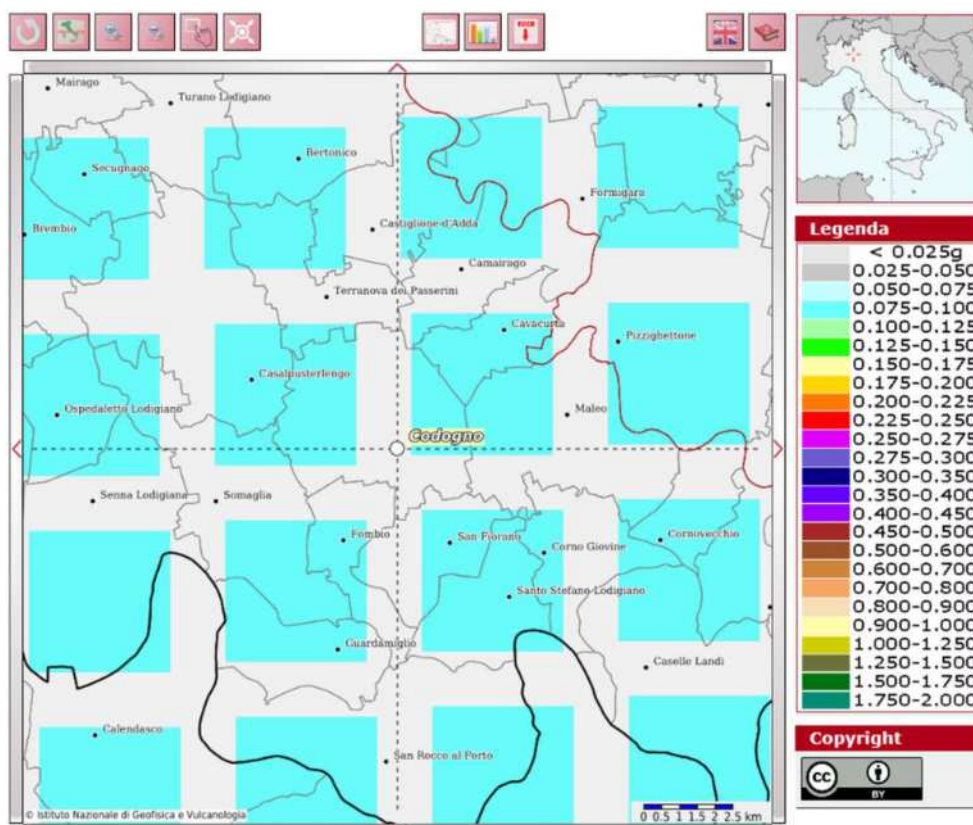 Mairago
Turano Lodigiano
Bertonico
Secugnago
Formigara
Castiglione d'Adda
Brembio
Camairago
Terranova dei Passerini
Cavacurta
Pizzighettone
Casalpusterlengo
Ospedaletto Lodigiano
Maleo
Codogno
Senna Lodigiana
Somaglia
Fombio
San Fiorano
Corno Giovine
Cornovecchio
Santo Stefano Lodigiano
Guardamiglio
Caselle Landi
Calendasco
San Rocco al Porto
© Istituto Nazionale di Geofisica e Vulcanologia
0 0.5 1 1.5 2 2.5 km
Legenda
< 0.025g
0.025-0.050
0.050-0.075
0.075-0.100
0.100-0.125
0.125-0.150
0.150-0.175
0.175-0.200
0.200-0.225
0.225-0.250
0.250-0.275
0.275-0.300
0.300-0.350
0.350-0.400
0.400-0.450
0.450-0.500
0.500-0.600
0.600-0.700
0.700-0.800
0.800-0.900
0.900-1.000
1.000-1.250
1.250-1.500
1.500-1.750
1.750-2.000
Copyright
cc
BY